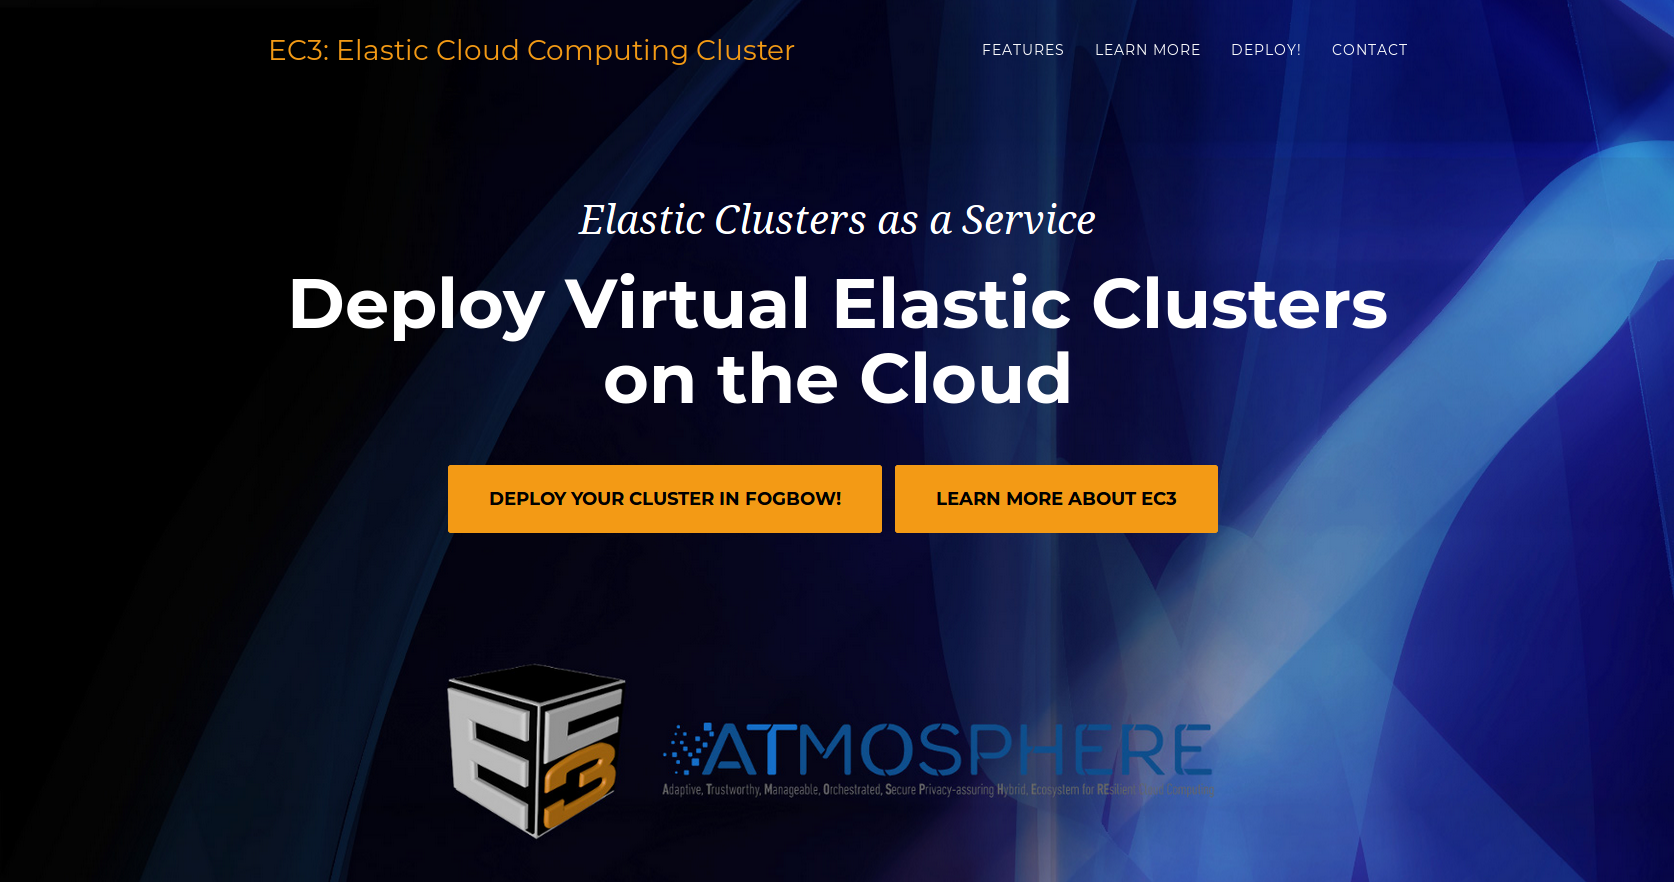 EC3: Elastic Cloud Computing Cluster
FEATURES LEARN MORE DEPLOY! CONTACT
Elastic Clusters as a Service
Deploy Virtual Elastic Clusters
on the Cloud
DEPLOY YOUR CLUSTER IN FOGBOW! LEARN MORE ABOUT EC3
EC3
ATMOSPHERE
Adaptive, Trustworthy, Manageable, Orchestrated, Secure Privacy-assuring Hybrid, Ecosystem for REsilient Cloud Computing